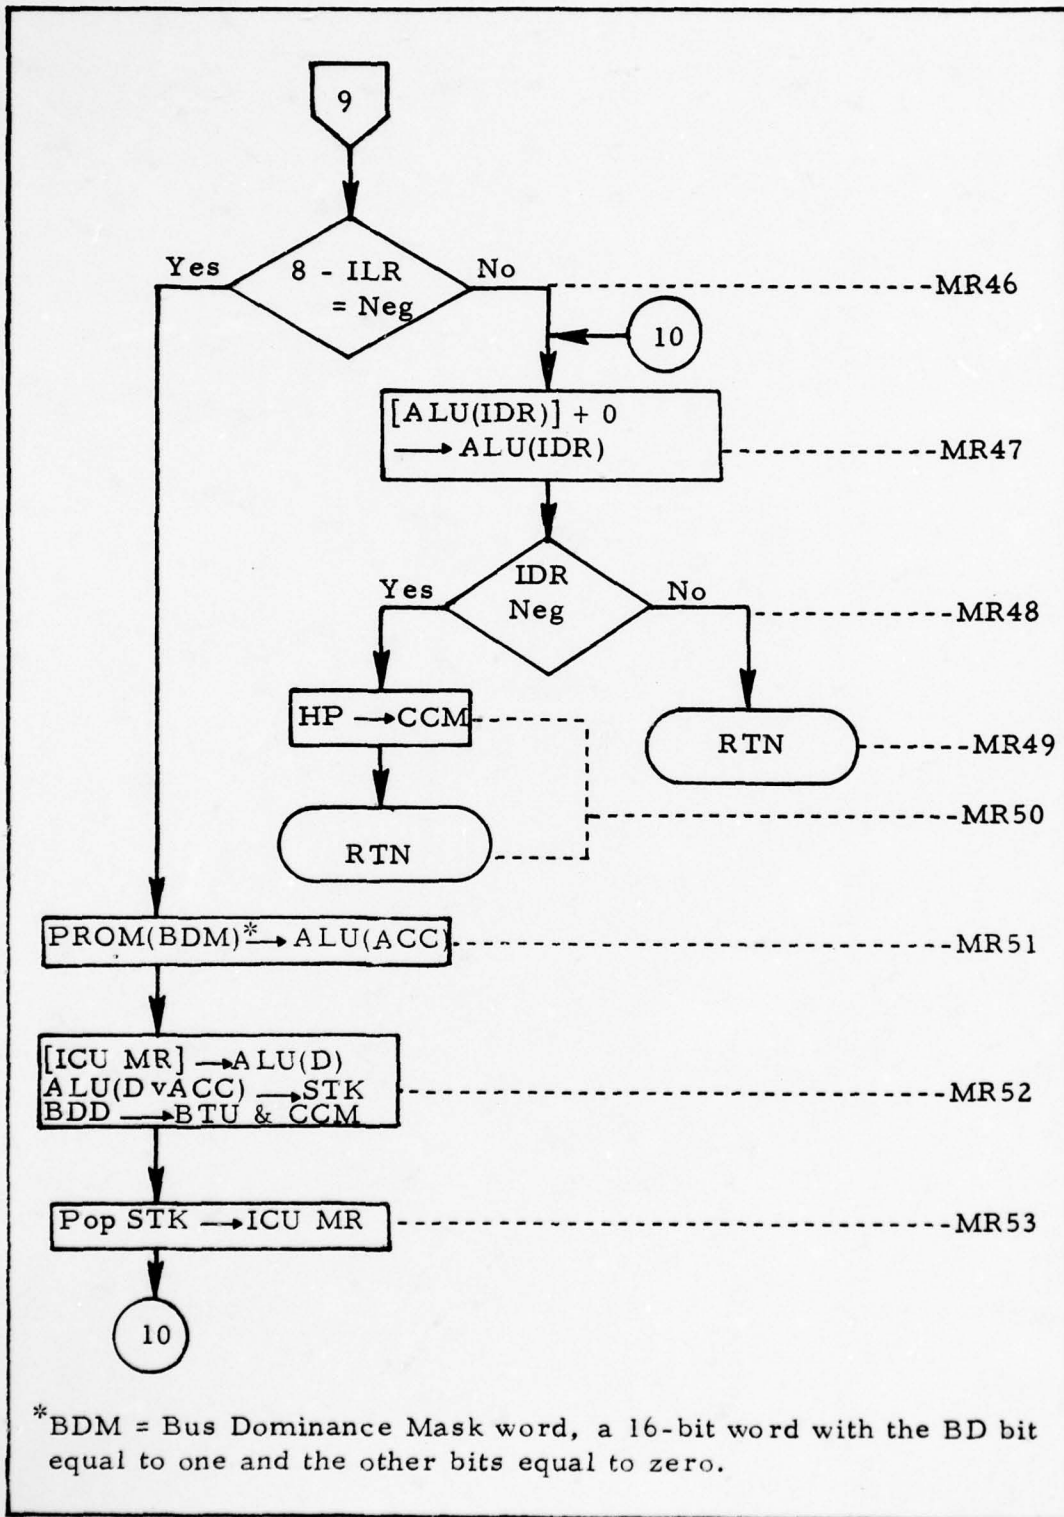 9
8 - ILR
= Neg
Yes
No
MR46
10
[ALU(IDR)] + 0
→ ALU(IDR)
MR47
IDR
Neg
Yes
No
MR48
HP → CCM
RTN
MR49
RTN
MR50
PROM(BDM)* → ALU(ACC)
MR51
[ICU MR] → ALU(D)
ALU(DvACC) → STK
BDD → BTU & CCM
MR52
Pop STK → ICU MR
MR53
10
*BDM = Bus Dominance Mask word, a 16-bit word with the BD bit
equal to one and the other bits equal to zero.